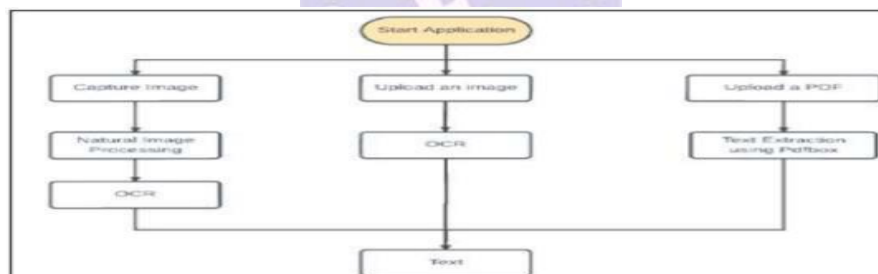 Start Application
Capture Image
Upload an image
Upload a PDF
Natural Image
Processing
OCR
Text Extraction
using Pdfbox
OCR
Text